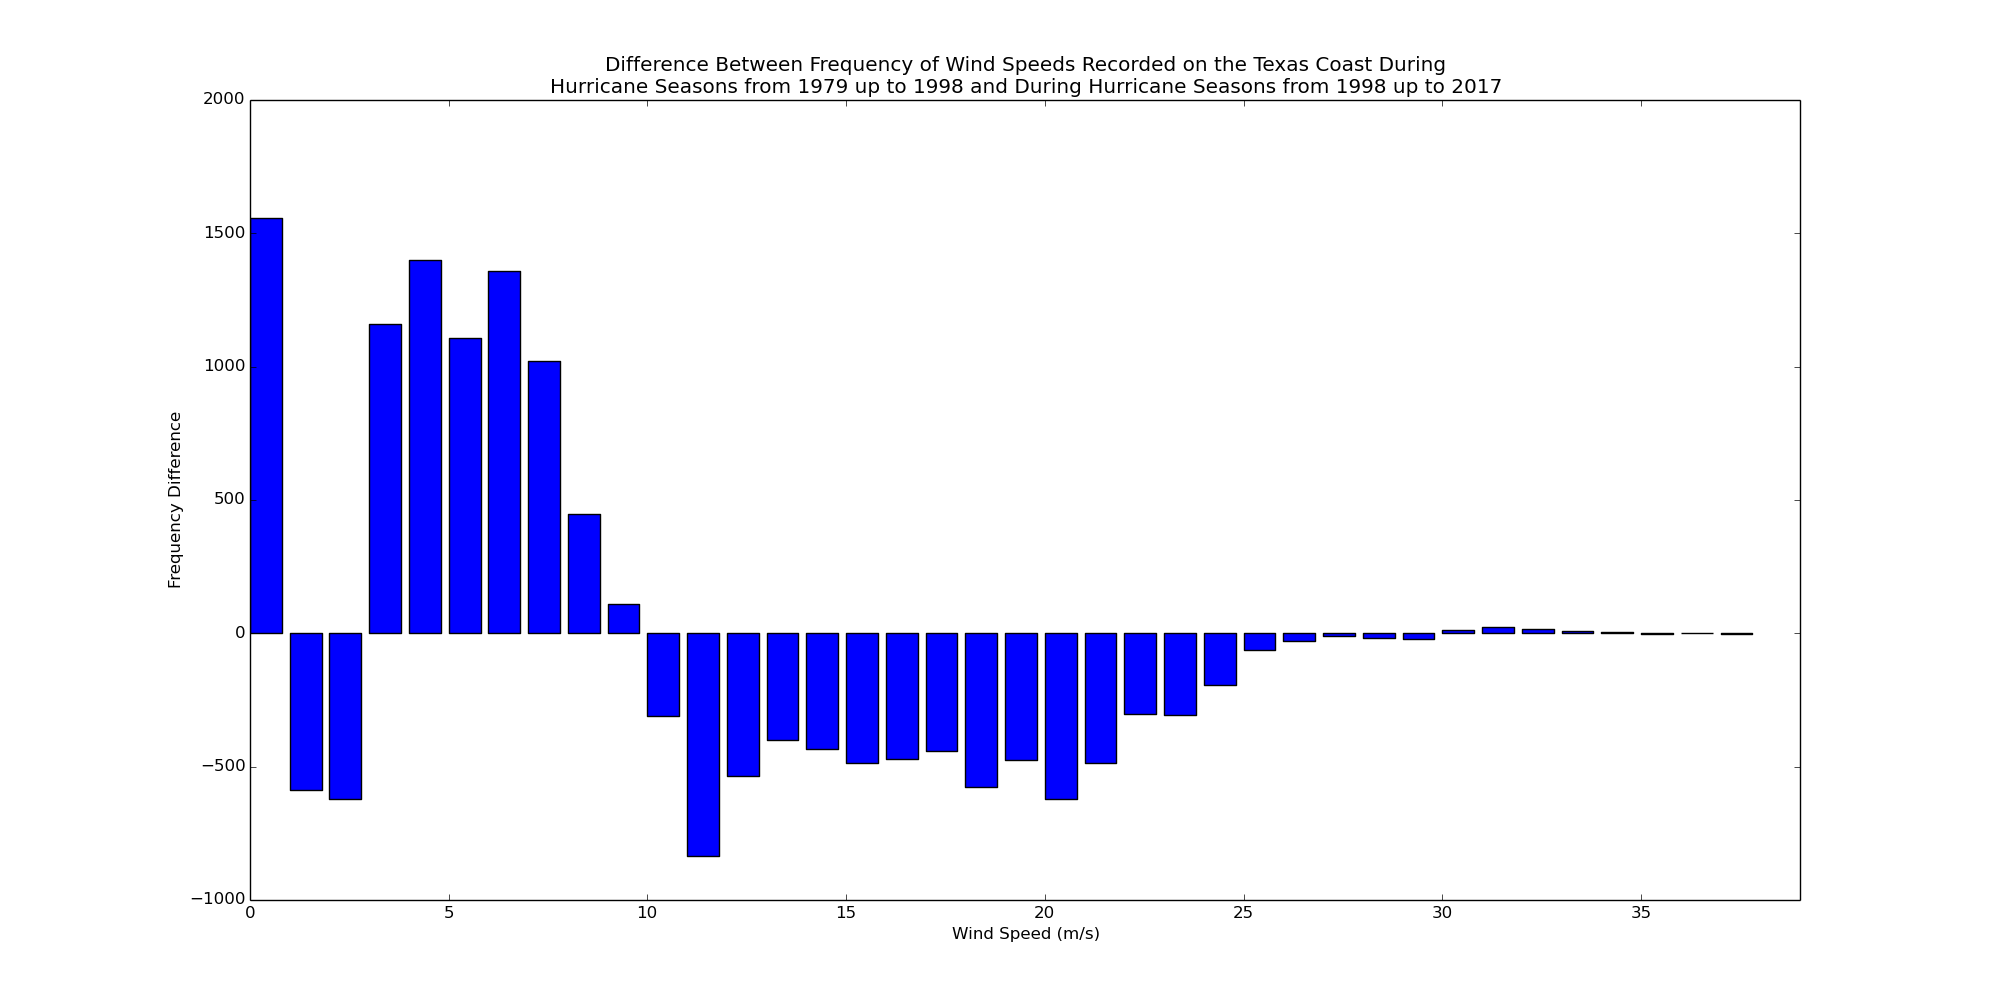 Difference Between Frequency of Wind Speeds Recorded on the Texas Coast During
Hurricane Seasons from 1979 up to 1998 and During Hurricane Seasons from 1998 up to 2017
2000
1500
1000
500
0
−500
−1000
Frequency Difference
0 5 10 15 20 25 30 35
Wind Speed (m/s)